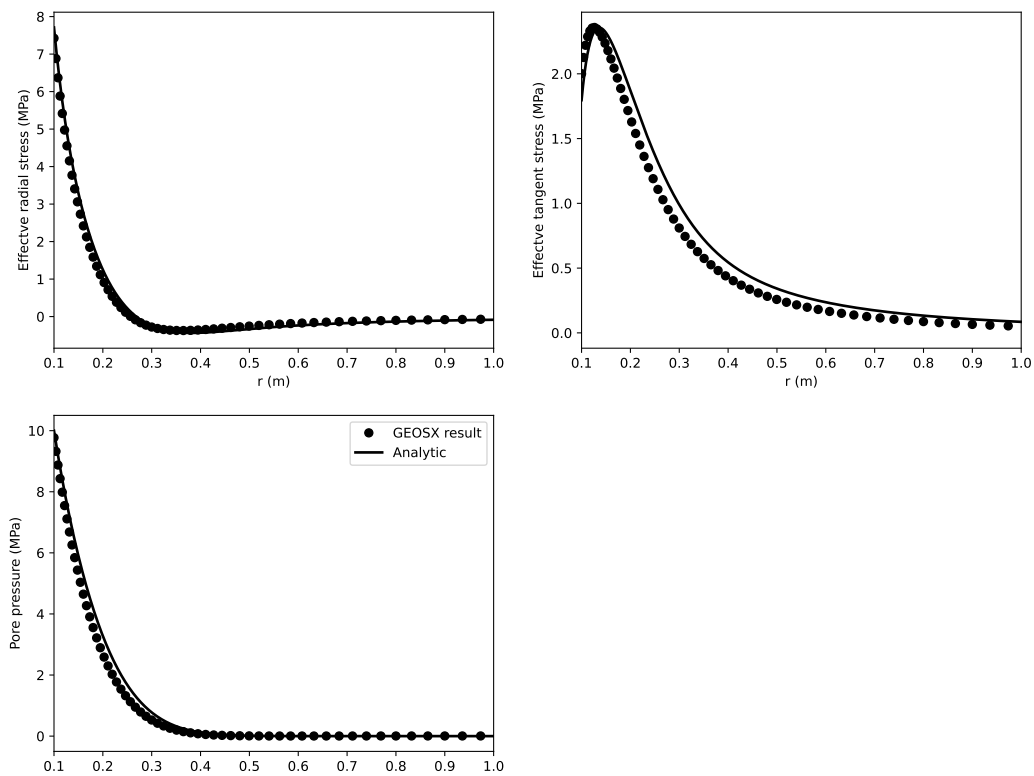 8
7
6
5
4
3
2
1
0
Effectve radial stress (MPa)
0.1 0.2 0.3 0.4 0.5 0.6 0.7 0.8 0.9 1.0
r (m)
2.0
1.5
1.0
0.5
0.0
Effectve tangent stress (MPa)
0.1 0.2 0.3 0.4 0.5 0.6 0.7 0.8 0.9 1.0
r (m)
10
8
6
4
2
0
Pore pressure (MPa)
GEOSX result
Analytic
0.1 0.2 0.3 0.4 0.5 0.6 0.7 0.8 0.9 1.0